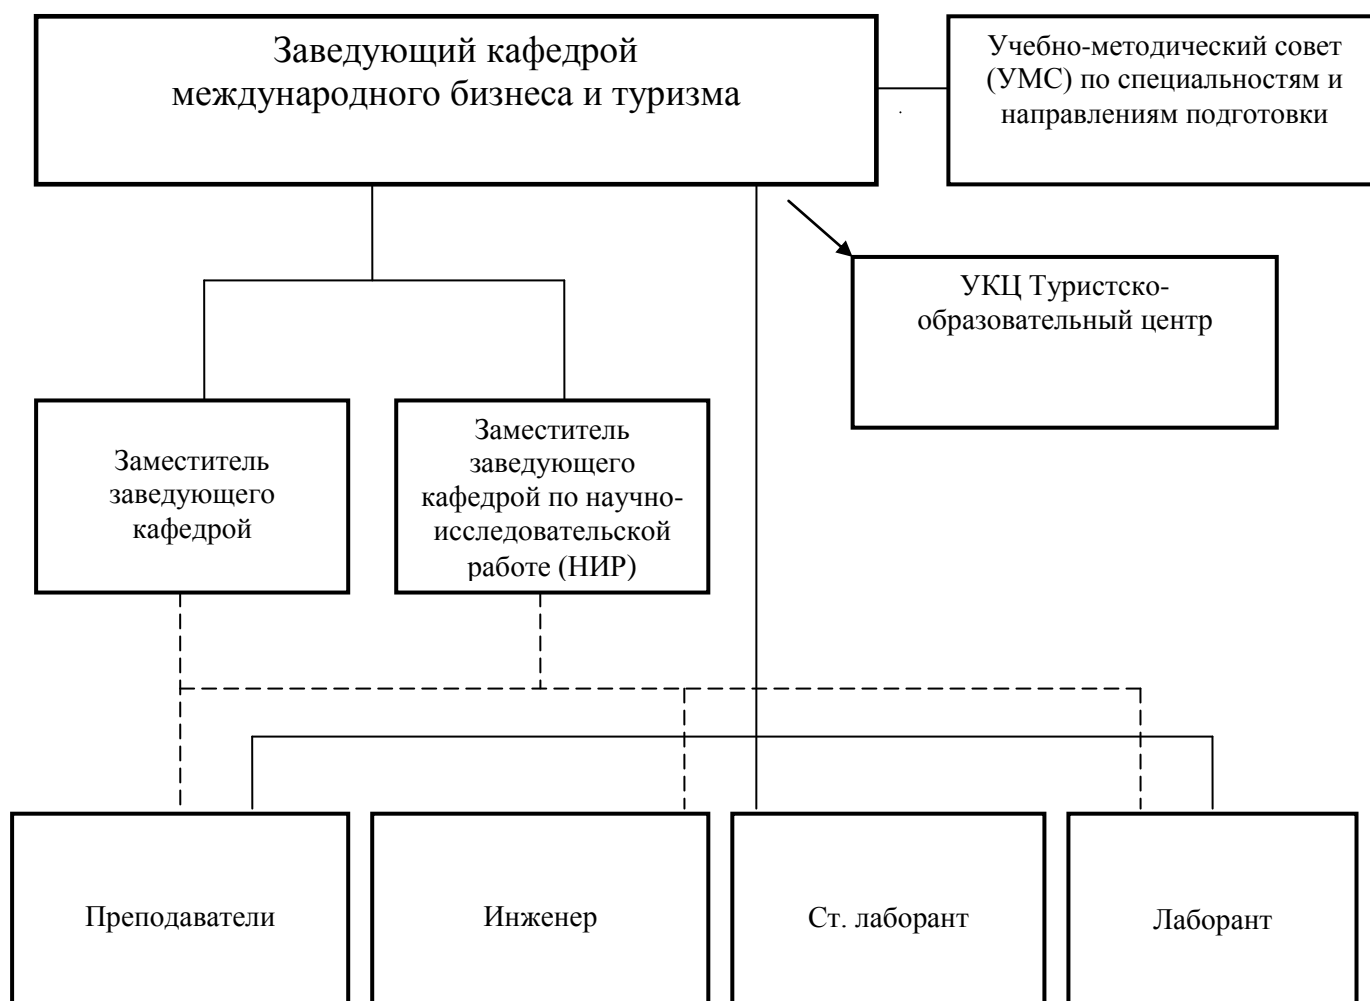 Заведующий кафедрой
международного бизнеса и туризма
Учебно-методический совет
(УМС) по специальностям и
направлениям подготовки
УКЦ Туристско-
образовательный центр
Заместитель
заведующего
кафедрой
Заместитель
заведующего
кафедрой по научно-
исследовательской
работе (НИР)
Преподаватели
Инженер
Ст. лаборант
Лаборант